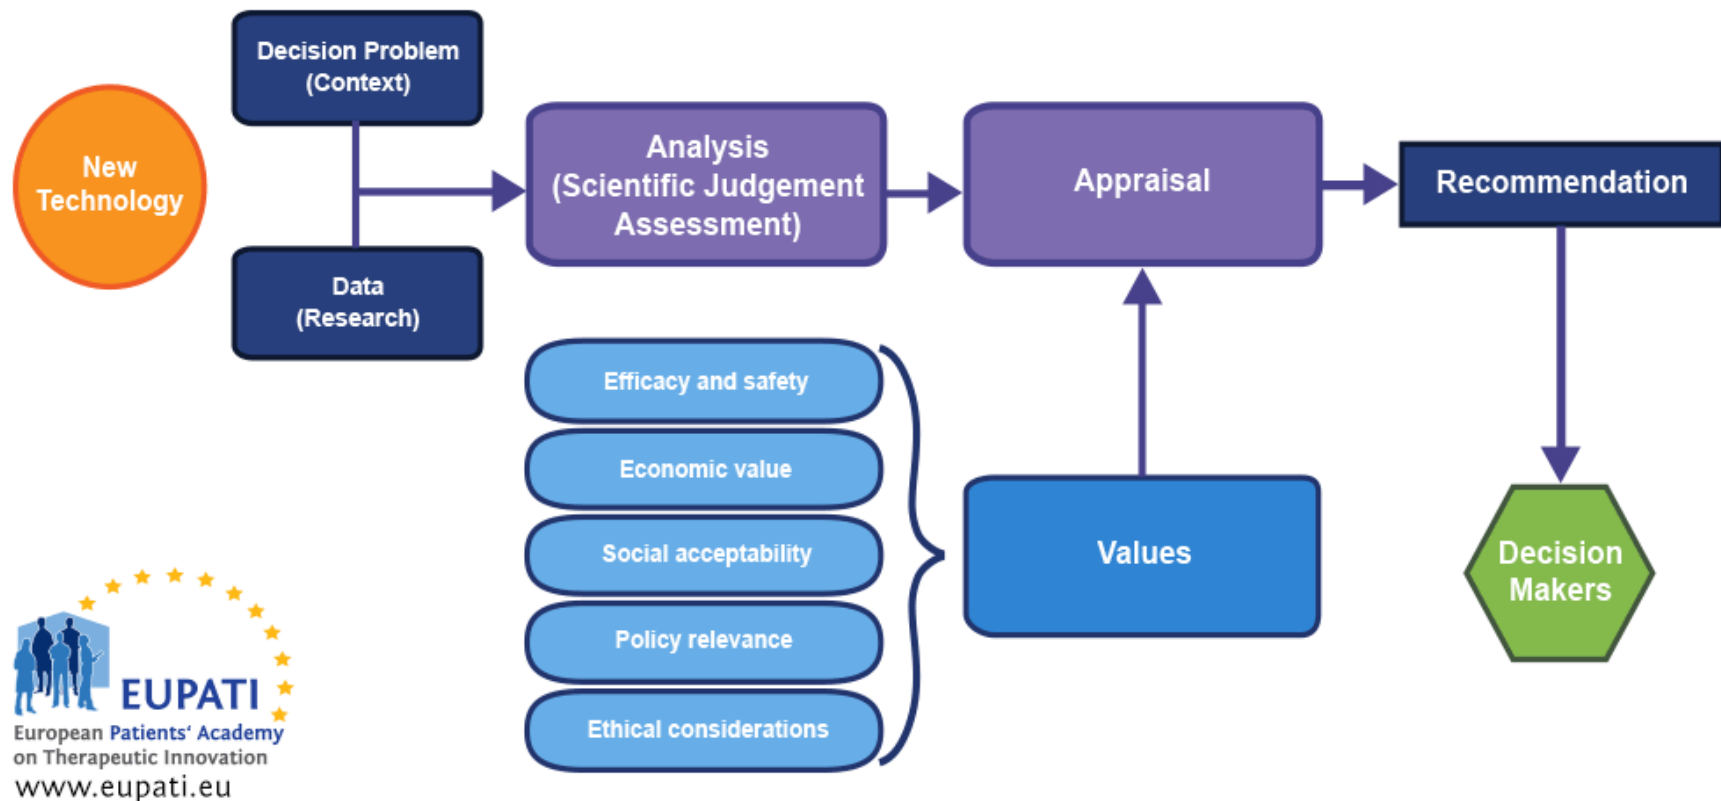 New
Technology
Decision Problem
(Context)
Data
(Research)
Analysis
(Scientific Judgement
Assessment)
Appraisal
Recommendation
Efficacy and safety
Economic value
Social acceptability
Policy relevance
Ethical considerations
Values
Decision
Makers
EUPATI
European Patients‘ Academy
on Therapeutic Innovation
www.eupati.eu